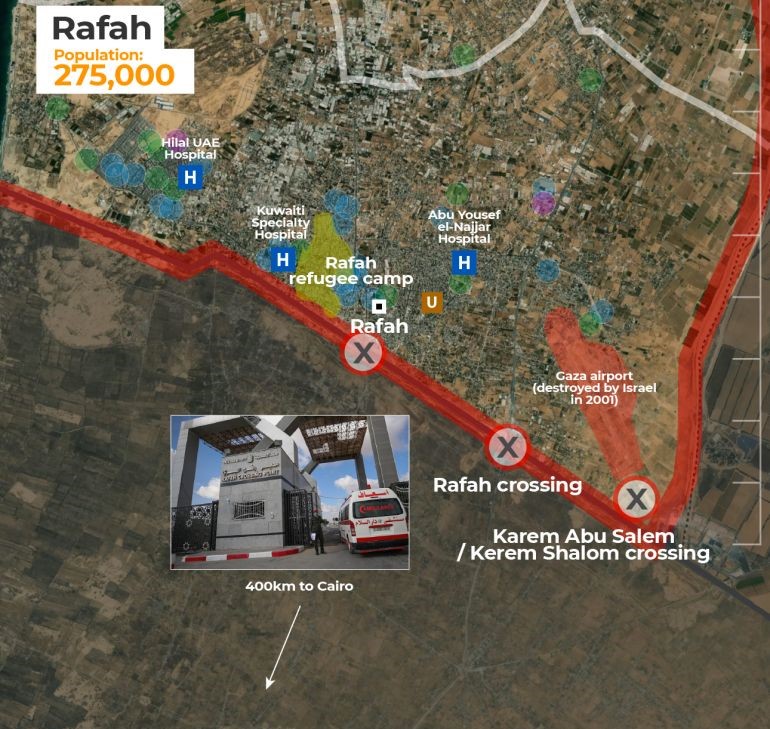 Rafah
Population:
275,000
Hilal UAE
Hospital
H
Kuwaiti
Specialty
Hospital
H
Abu Yousef
el-Najjar
Hospital
H
Rafah
refugee camp
U
Rafah
X
Gaza airport
(destroyed by Israel
in 2001)
X
Rafah crossing
X
Karem Abu Salem
/ Kerem Shalom crossing
إسعاف
400km to Cairo